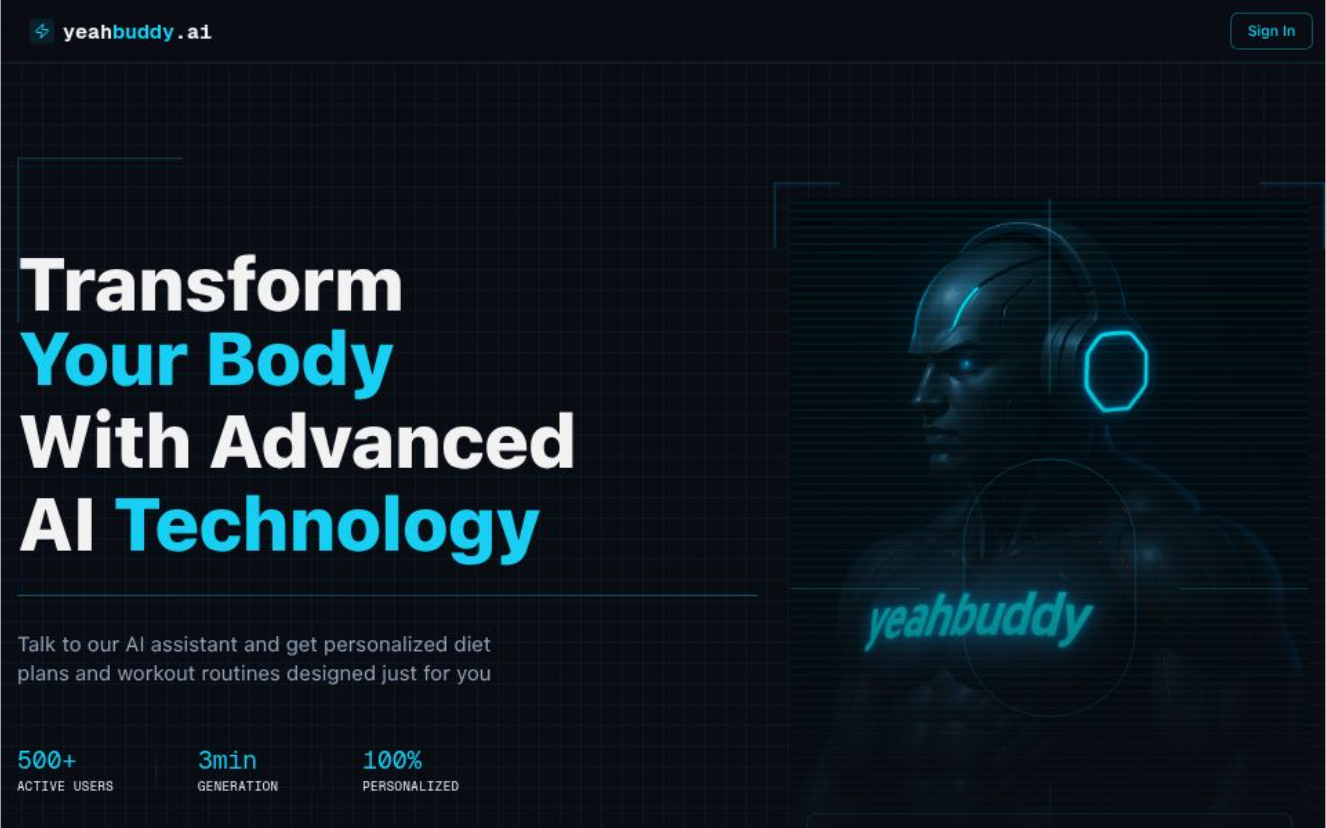 yeahbuddy.ai
Sign In
Transform
Your Body
With Advanced
AI Technology
Talk to our AI assistant and get personalized diet
plans and workout routines designed just for you
500+
ACTIVE USERS
3min
GENERATION
100%
PERSONALIZED
yeahbuddy